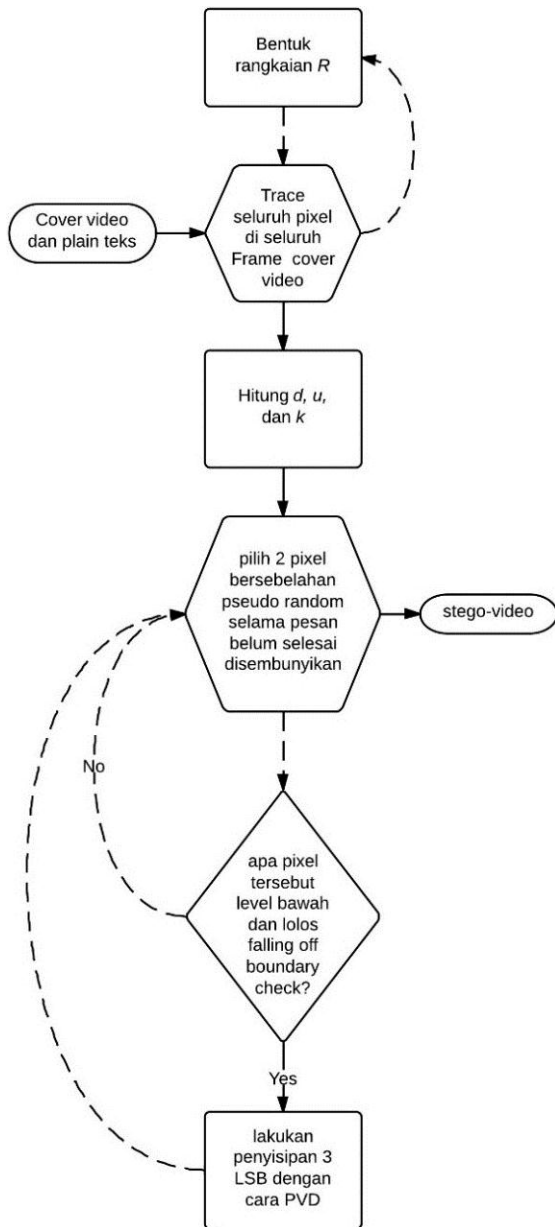 Bentuk
rangkaian R
Cover video
dan plain teks
Trace
seluruh pixel
di seluruh
Frame cover
video
Hitung d, u,
dan k
pilih 2 pixel
bersebelahan
pseudo random
selama pesan
belum selesai
disembunyikan
stego-video
No
apa pixel
tersebut
level bawah
dan lolos
falling off
boundary
check?
Yes
lakukan
penyisipan 3
LSB dengan
cara PVD